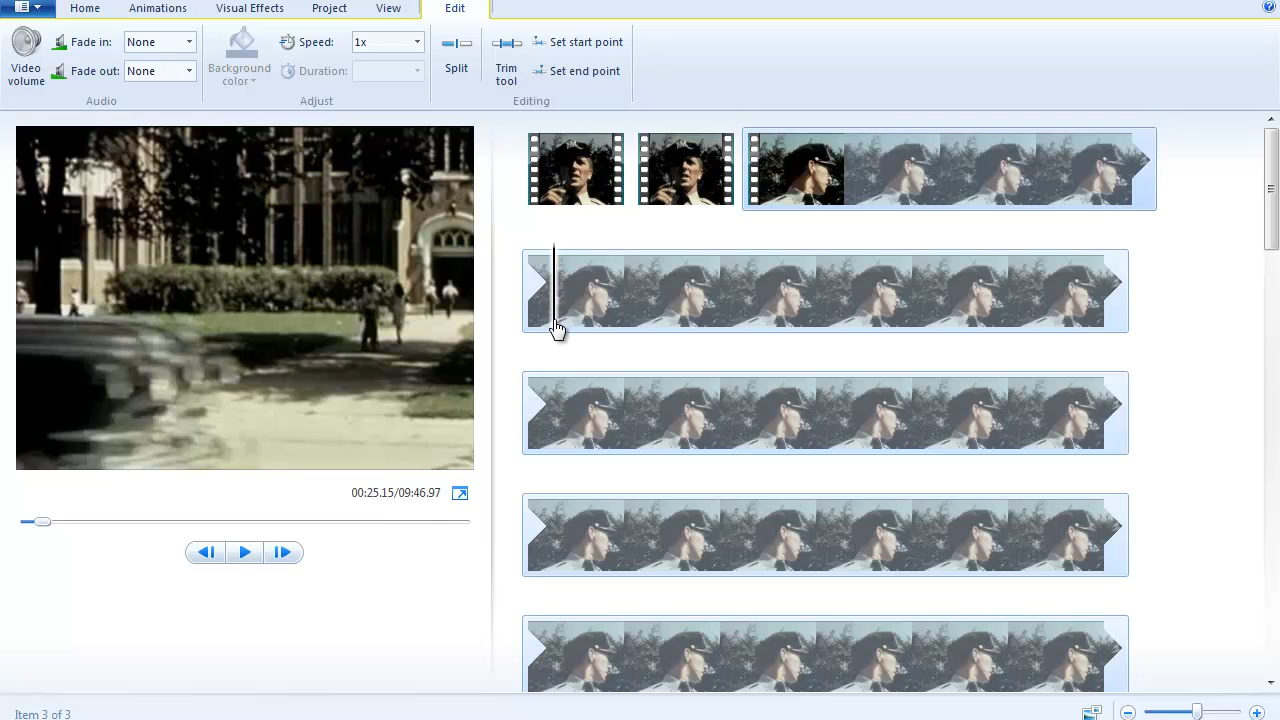 Home Animations Visual Effects Project View Edit
Fade in: None Speed: 1x Set start point
Video volume Fade out: None Background color Duration: Split Trim tool Set end point
Audio Adjust Editing
00:25.15/09:46.97
Item 3 of 3